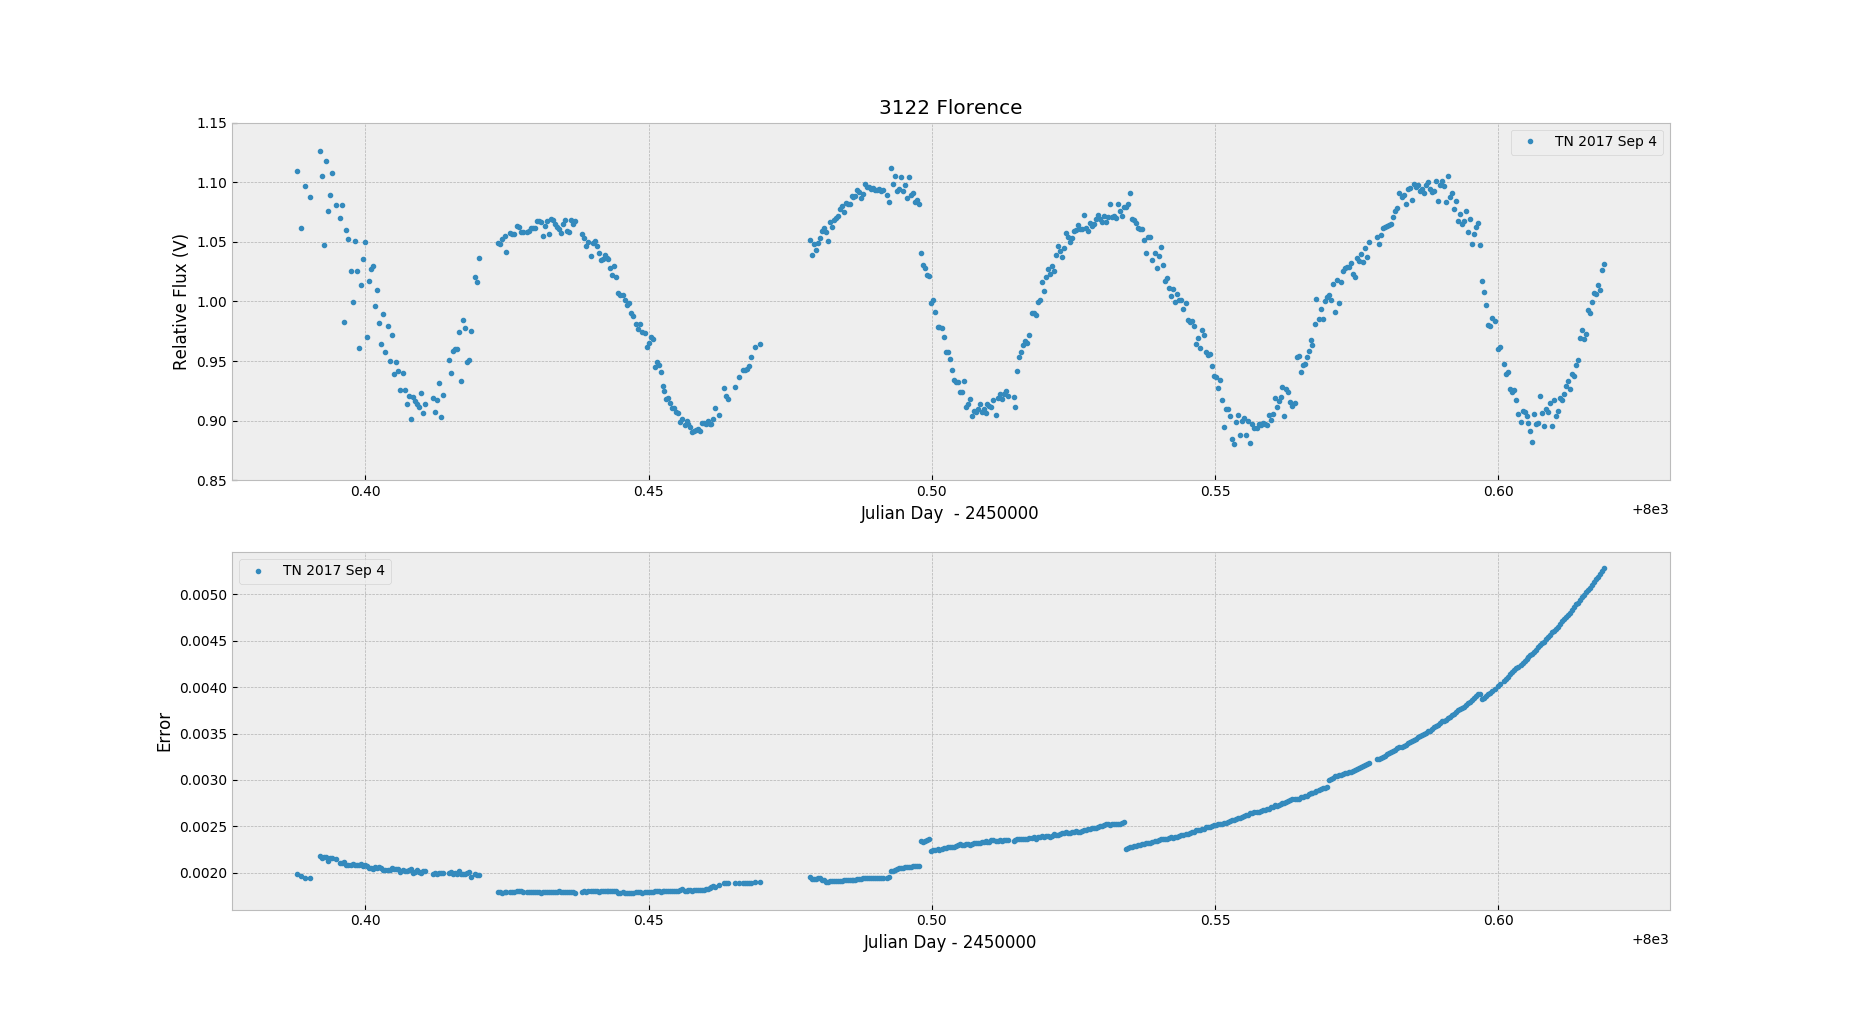 3122 Florence
1.15
1.10
1.05
1.00
0.95
0.90
0.85
Relative Flux (V)
TN 2017 Sep 4
0.40 0.45 0.50 0.55 0.60
Julian Day - 2450000
+8e3
TN 2017 Sep 4
0.0050
0.0045
0.0040
0.0035
0.0030
0.0025
0.0020
Error
0.40 0.45 0.50 0.55 0.60
Julian Day - 2450000
+8e3